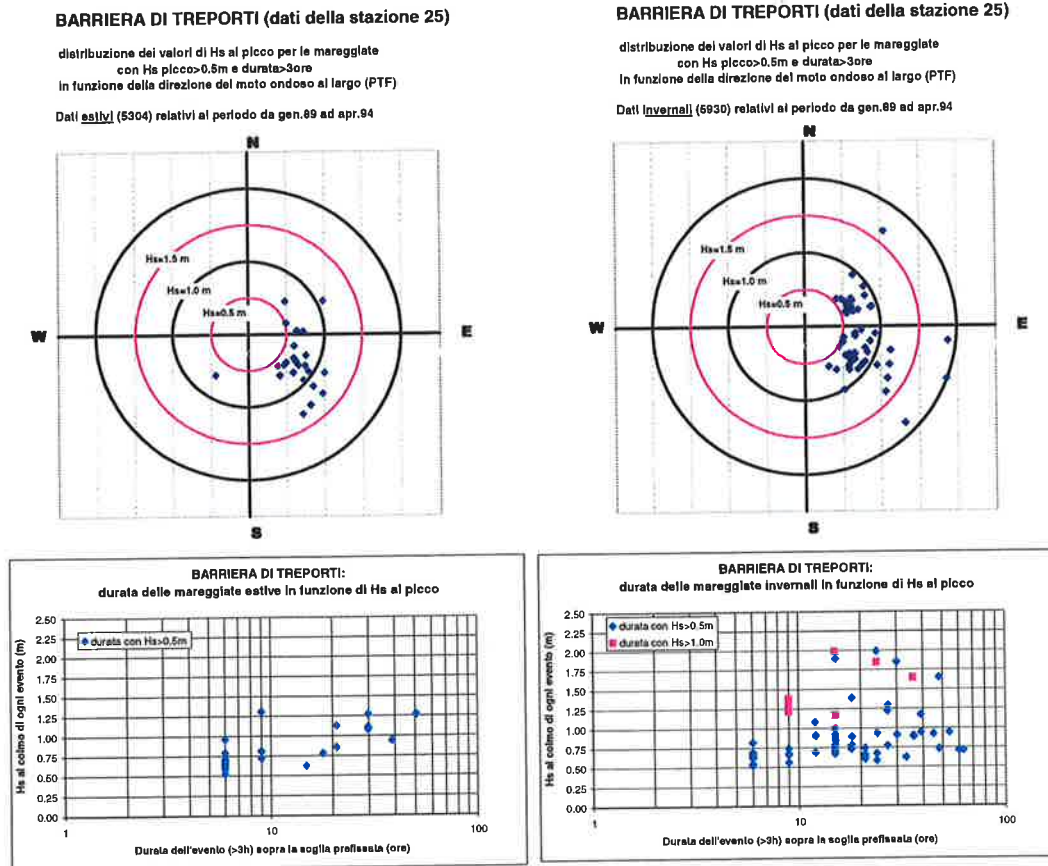 BARRIERA DI TREPORTI (dati della stazione 25)
distribuzione dei valori di Hs al picco per le mareggiate
con Hs picco>0.5m e durata>3ore
in funzione della direzione del moto ondoso al largo (PTF)
Dati estivi (5304) relativi al periodo da gen.89 ad apr.94
N
Hs=1.5 m
Hs=1.0 m
Hs=0.5 m
W
E
S
BARRIERA DI TREPORTI (dati della stazione 25)
distribuzione dei valori di Hs al picco per le mareggiate
con Hs picco>0.5m e durata>3ore
in funzione della direzione del moto ondoso al largo (PTF)
Dati invernali (5930) relativi al periodo da gen.89 ad apr.94
N
Hs=1.5 m
Hs=1.0 m
Hs=0.5 m
W
E
S
BARRIERA DI TREPORTI:
durata delle mareggiate estive in funzione di Hs al picco
Hs al colmo di ogni evento (m)
2.50
2.25
2.00
1.75
1.50
1.25
1.00
0.75
0.50
0.25
0.00
durata con Hs>0.5m
1
10
100
Durata dell'evento (>3h) sopra la soglia prefissata (ore)
BARRIERA DI TREPORTI:
durata delle mareggiate invernali in funzione di Hs al picco
Hs al colmo di ogni evento (m)
2.50
2.25
2.00
1.75
1.50
1.25
1.00
0.75
0.50
0.25
0.00
durata con Hs>0.5m
durata con Hs>1.0m
1
10
100
Durata dell'evento (>3h) sopra la soglia prefissata (ore)